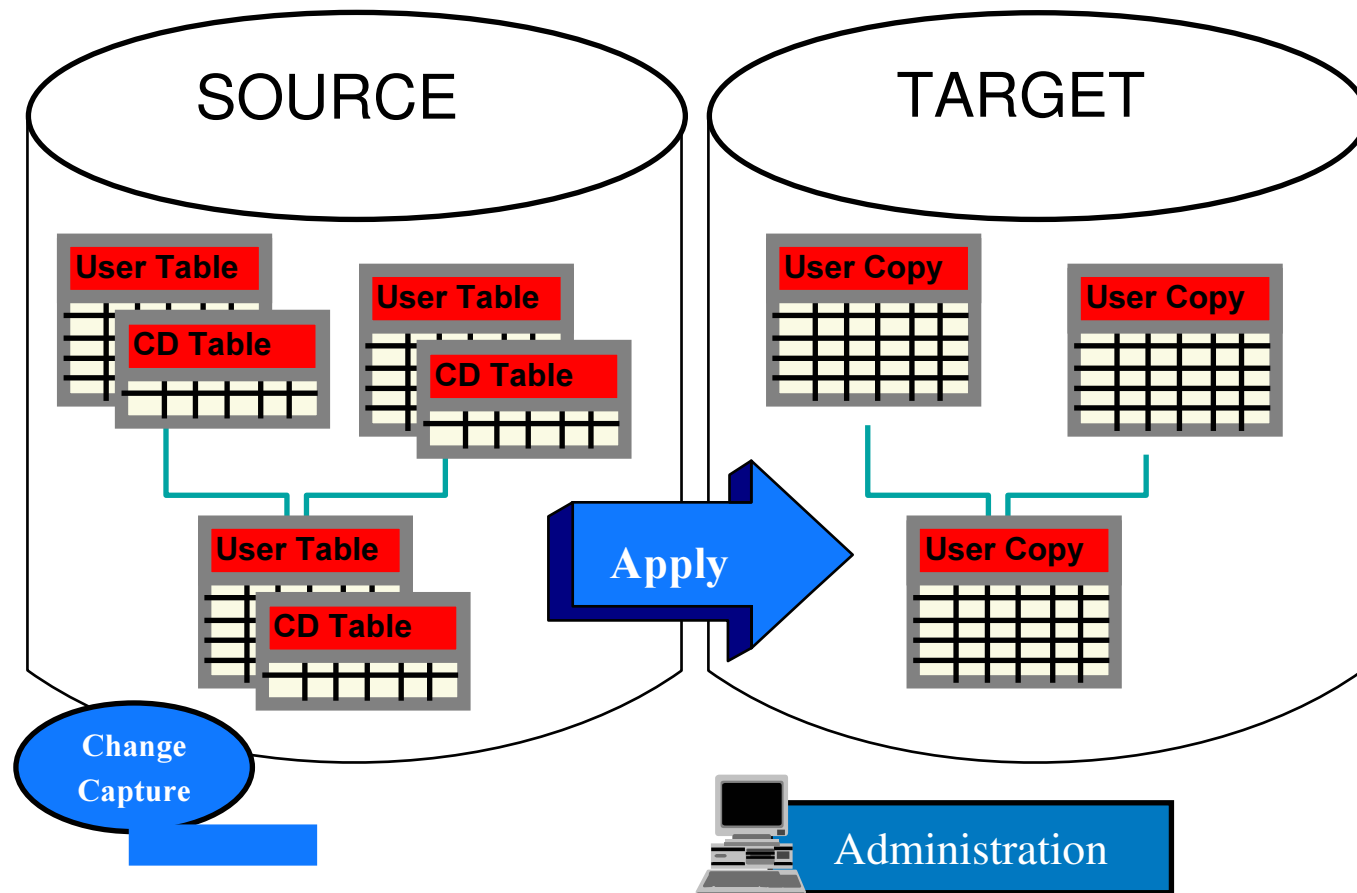 SOURCE
TARGET
User Table
CD Table
User Table
CD Table
User Table
CD Table
User Copy
User Copy
User Copy
Apply
Change
Capture
Administration